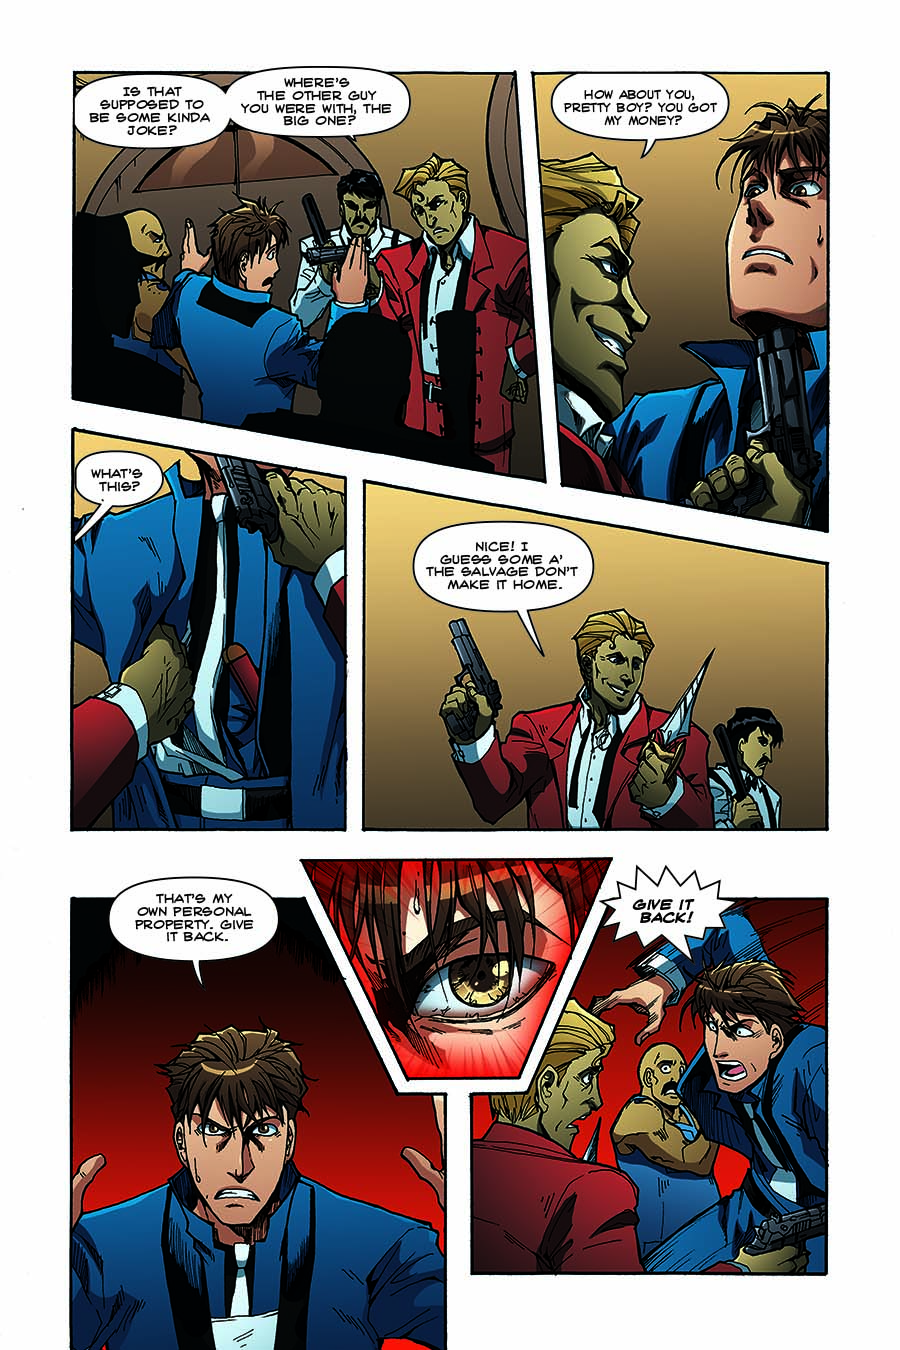 IS THAT
SUPPOSED TO
BE SOME KINDA
JOKE?
WHERE'S
THE OTHER GUY
YOU WERE WITH, THE
BIG ONE?
HOW ABOUT YOU,
PRETTY BOY? YOU GOT
MY MONEY?
WHAT'S
THIS?
NICE! I
GUESS SOME A'
THE SALVAGE DON'T
MAKE IT HOME.
THAT'S MY
OWN PERSONAL
PROPERTY. GIVE
IT BACK.
GIVE IT
BACK!